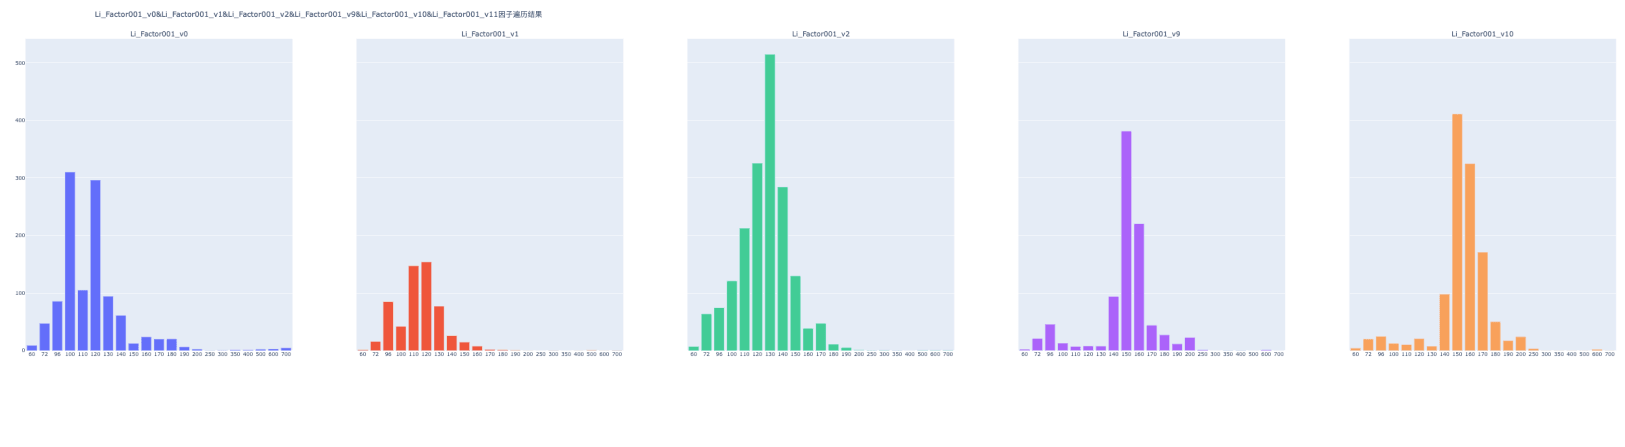 Li_Factor001_v0&Li_Factor001_v1&Li_Factor001_v2&Li_Factor001_v9&Li_Factor001_v10&Li_Factor001_v11因子遍历结果
Li_Factor001_v0
Li_Factor001_v1
Li_Factor001_v2
Li_Factor001_v9
Li_Factor001_v10
500
400
300
200
100
0
60 72 96 100 110 120 130 140 150 160 170 180 190 200 250 300 350 400 500 600 700
60 72 96 100 110 120 130 140 150 160 170 180 190 200 250 300 350 400 500 600 700
60 72 96 100 110 120 130 140 150 160 170 180 190 200 250 300 350 400 500 600 700
60 72 96 100 110 120 130 140 150 160 170 180 190 200 250 300 350 400 500 600 700
60 72 96 100 110 120 130 140 150 160 170 180 190 200 250 300 350 400 500 600 700